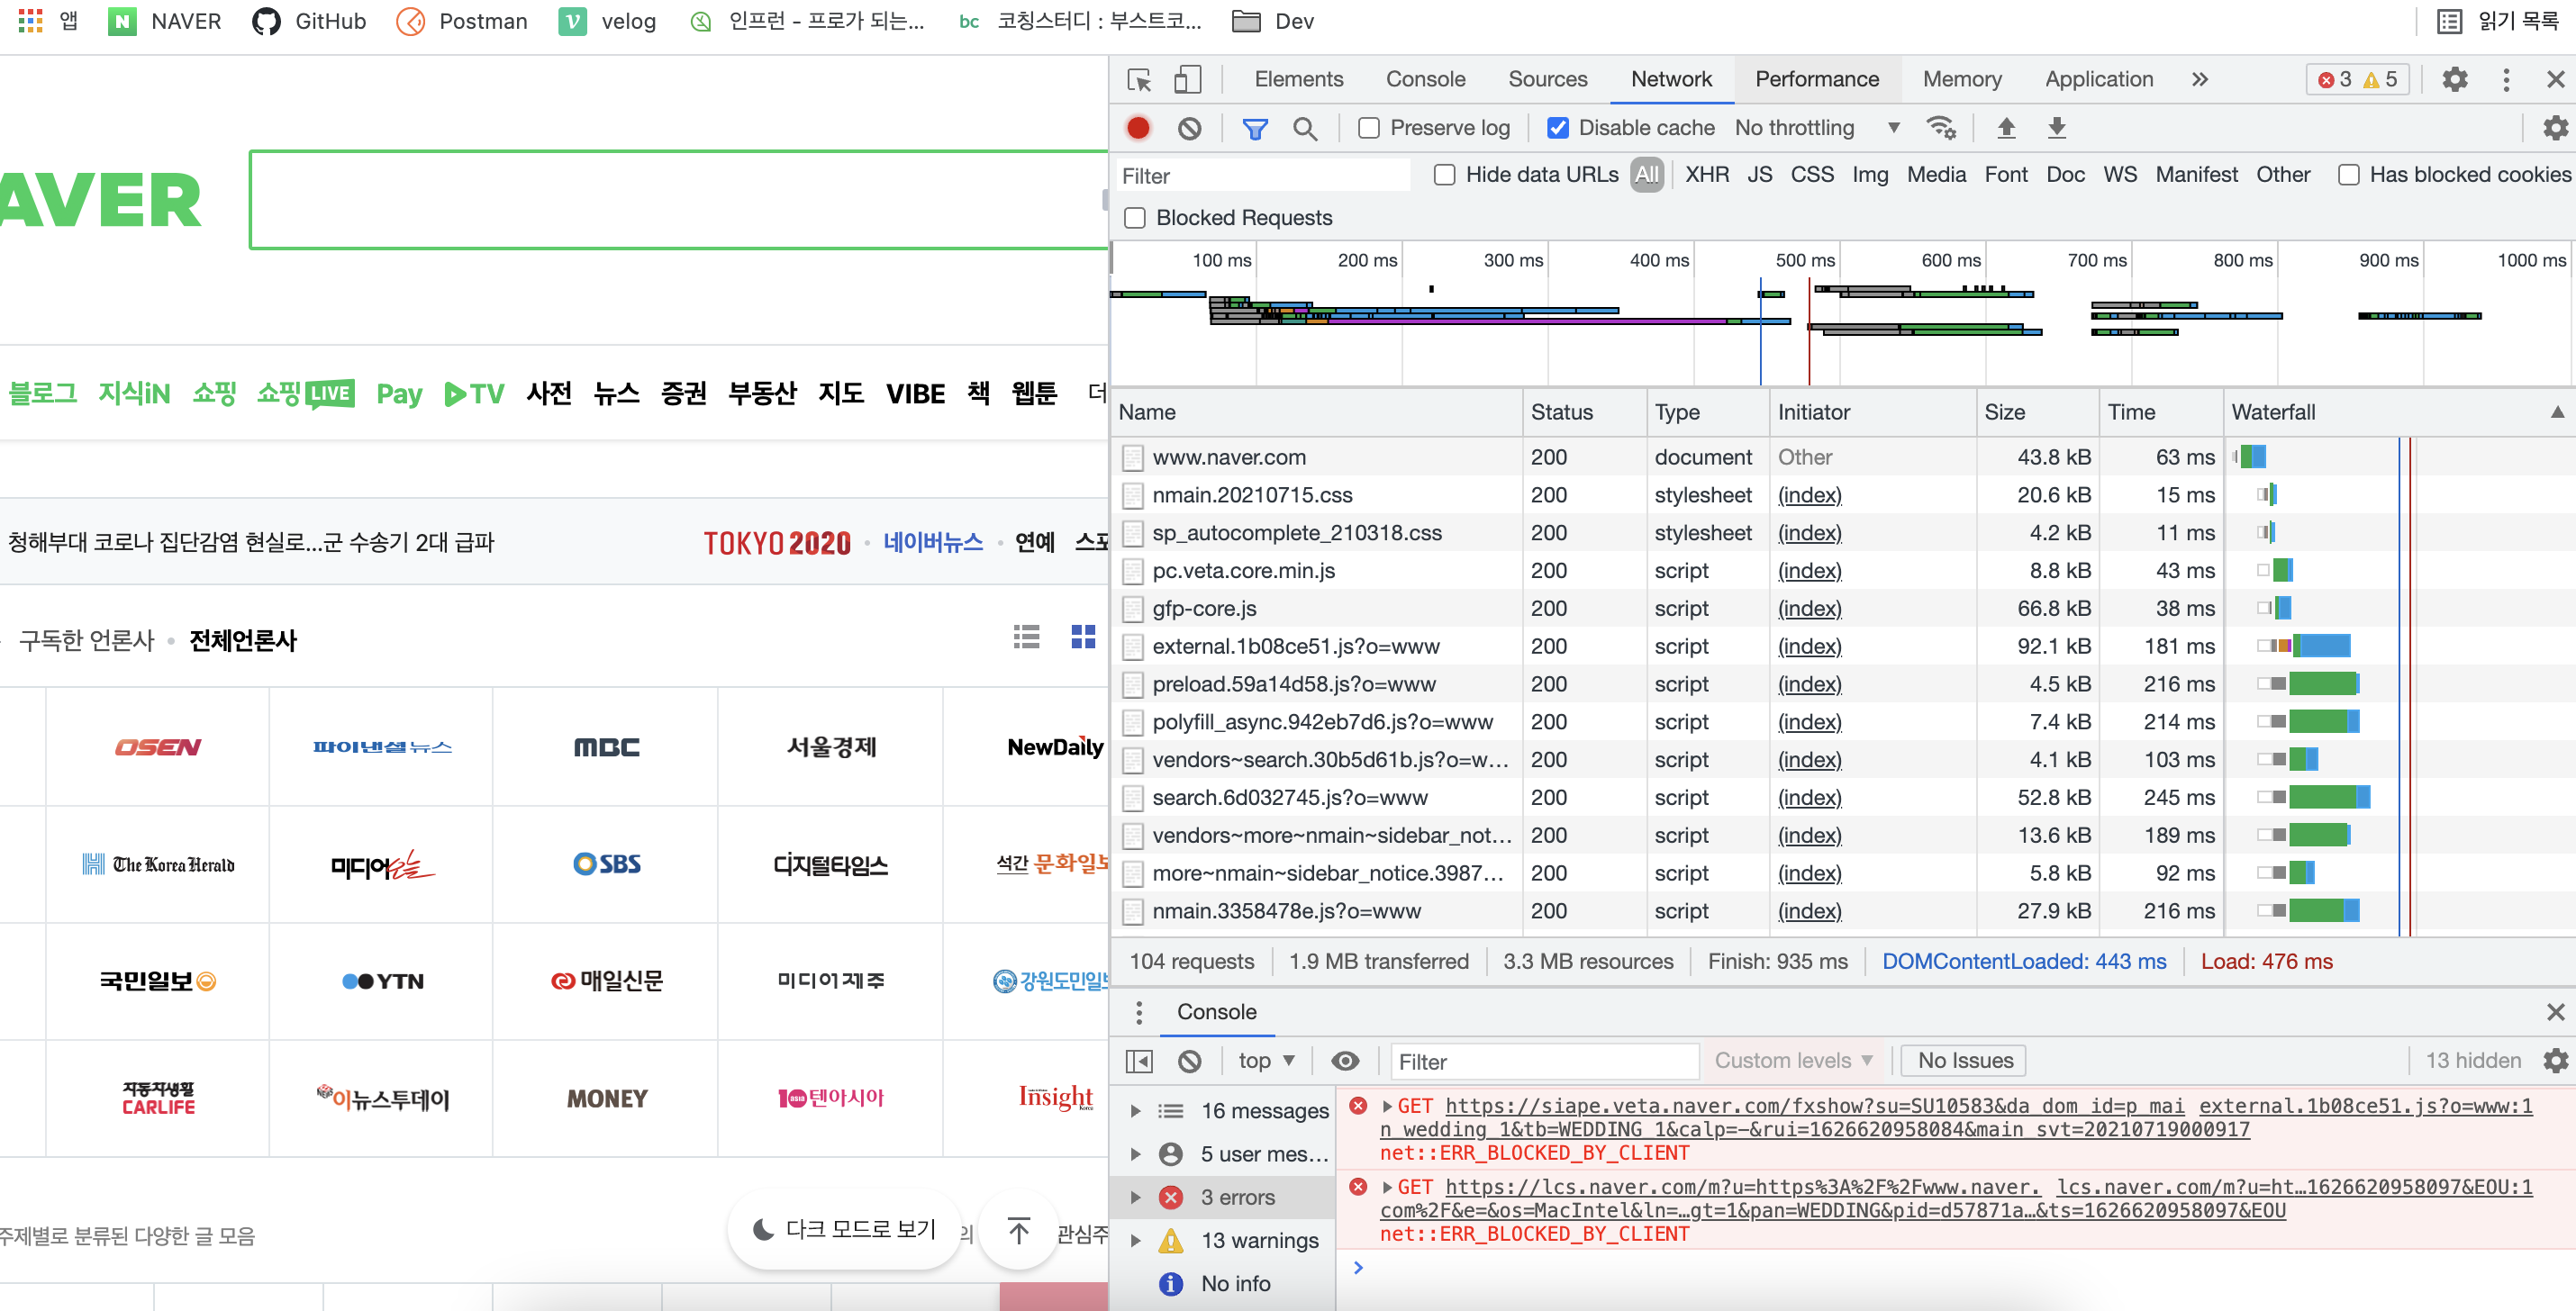 앱 NAVER GitHub Postman velog 인프런 - 프로가 되는... 코칭스터디 : 부스트코... Dev 읽기 목록
AVER
블로그 지식iN 쇼핑 쇼핑LIVE Pay TV 사전 뉴스 증권 부동산 지도 VIBE 책 웹툰 더
청해부대 코로나 집단감염 현실로...군 수송기 2대 급파 TOKYO 2020 네이버뉴스 연예 스포
구독한 언론사 전체언론사
OSEN 파이낸셜뉴스 MBC 서울경제 NewDaily
The Korea Herald 미디어오늘 SBS 디지털타임스 석간 문화일보
국민일보 YTN 매일신문 미디어제주 강원도민일보
자동차생활 CARLIFE 이뉴스투데이 MONEY 10asia 텐아시아 Insight
주제별로 분류된 다양한 글 모음 다크 모드로 보기 의 관심주
Elements Console Sources Network Performance Memory Application » 3 5
Preserve log Disable cache No throttling
Filter Hide data URLs All XHR JS CSS Img Media Font Doc WS Manifest Other Has blocked cookies
Blocked Requests
100 ms 200 ms 300 ms 400 ms 500 ms 600 ms 700 ms 800 ms 900 ms 1000 ms
Name Status Type Initiator Size Time Waterfall
www.naver.com 200 document Other 43.8 kB 63 ms
nmain.20210715.css 200 stylesheet (index) 20.6 kB 15 ms
sp_autocomplete_210318.css 200 stylesheet (index) 4.2 kB 11 ms
pc.veta.core.min.js 200 script (index) 8.8 kB 43 ms
gfp-core.js 200 script (index) 66.8 kB 38 ms
external.1b08ce51.js?o=www 200 script (index) 92.1 kB 181 ms
preload.59a14d58.js?o=www 200 script (index) 4.5 kB 216 ms
polyfill_async.942eb7d6.js?o=www 200 script (index) 7.4 kB 214 ms
vendors~search.30b5d61b.js?o=w... 200 script (index) 4.1 kB 103 ms
search.6d032745.js?o=www 200 script (index) 52.8 kB 245 ms
vendors~more~nmain~sidebar_not... 200 script (index) 13.6 kB 189 ms
more~nmain~sidebar_notice.3987... 200 script (index) 5.8 kB 92 ms
nmain.3358478e.js?o=www 200 script (index) 27.9 kB 216 ms
104 requests 1.9 MB transferred 3.3 MB resources Finish: 935 ms DOMContentLoaded: 443 ms Load: 476 ms
Console
top Filter Custom levels No Issues 13 hidden
16 messages
5 user mes...
3 errors
13 warnings
No info
GET https://siape.veta.naver.com/fxshow?su=SU10583&da_dom_id=p_mai external.1b08ce51.js?o=www:1
n_wedding_1&tb=WEDDING_1&calp=-&rui=1626620958084&main_svt=20210719000917
net::ERR_BLOCKED_BY_CLIENT
GET https://lcs.naver.com/m?u=https%3A%2F%2Fwww.naver. lcs.naver.com/m?u=ht…1626620958097&EOU:1
com%2F&e=&os=MacIntel&ln=…gt=1&pan=WEDDING&pid=d57871a…&ts=1626620958097&EOU
net::ERR_BLOCKED_BY_CLIENT